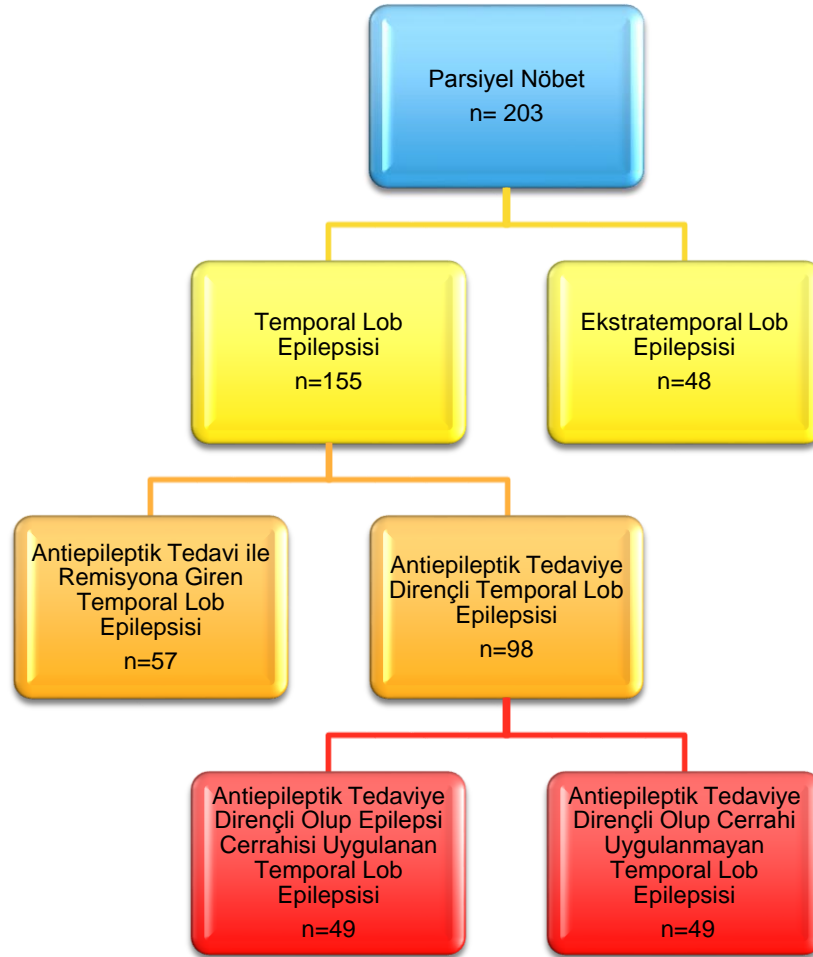 Parsiyel Nöbet
n= 203
Temporal Lob
Epilepsisi
n=155
Ekstratemporal Lob
Epilepsisi
n=48
Antiepileptik Tedavi ile
Remisyona Giren
Temporal Lob
Epilepsisi
n=57
Antiepileptik Tedaviye
Dirençli Temporal Lob
Epilepsisi
n=98
Antiepileptik Tedaviye
Dirençli Olup Epilepsi
Cerrahisi Uygulanan
Temporal Lob
Epilepsisi
n=49
Antiepileptik Tedaviye
Dirençli Olup Cerrahi
Uygulanmayan
Temporal Lob
Epilepsisi
n=49